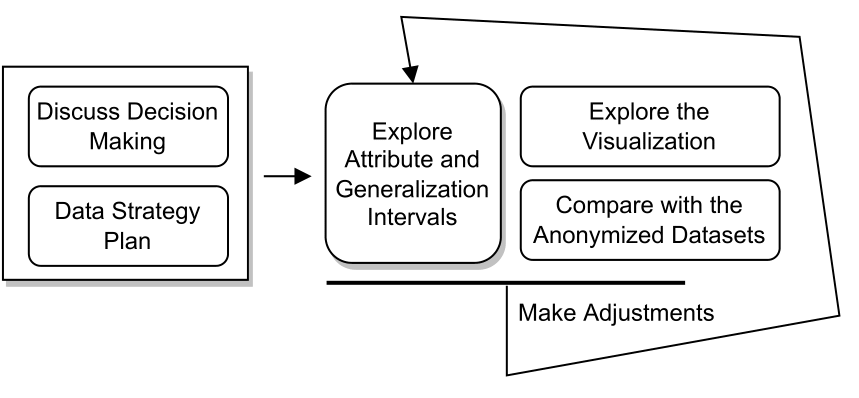 Discuss Decision
Making
Data Strategy
Plan
Explore
Attribute and
Generalization
Intervals
Explore the
Visualization
Compare with the
Anonymized Datasets
Make Adjustments